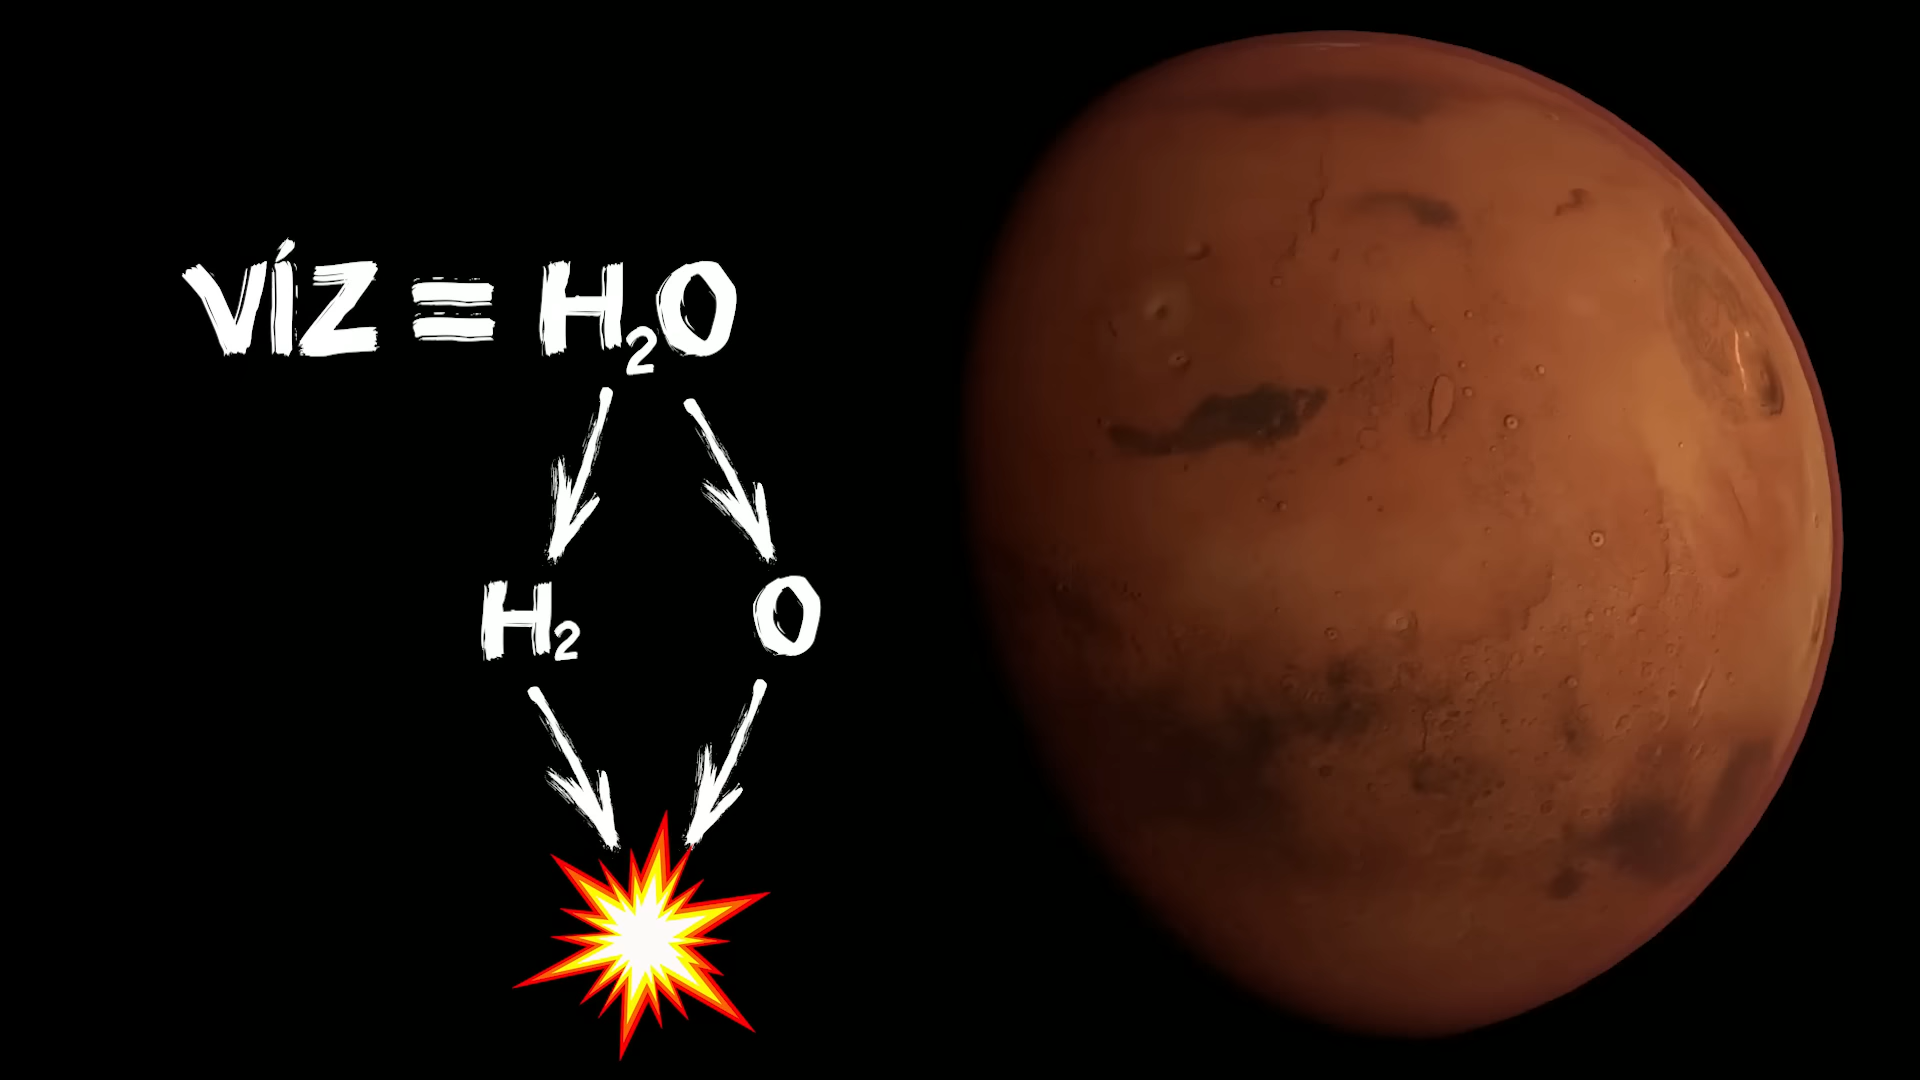 VÍZ = H₂O
H₂ O